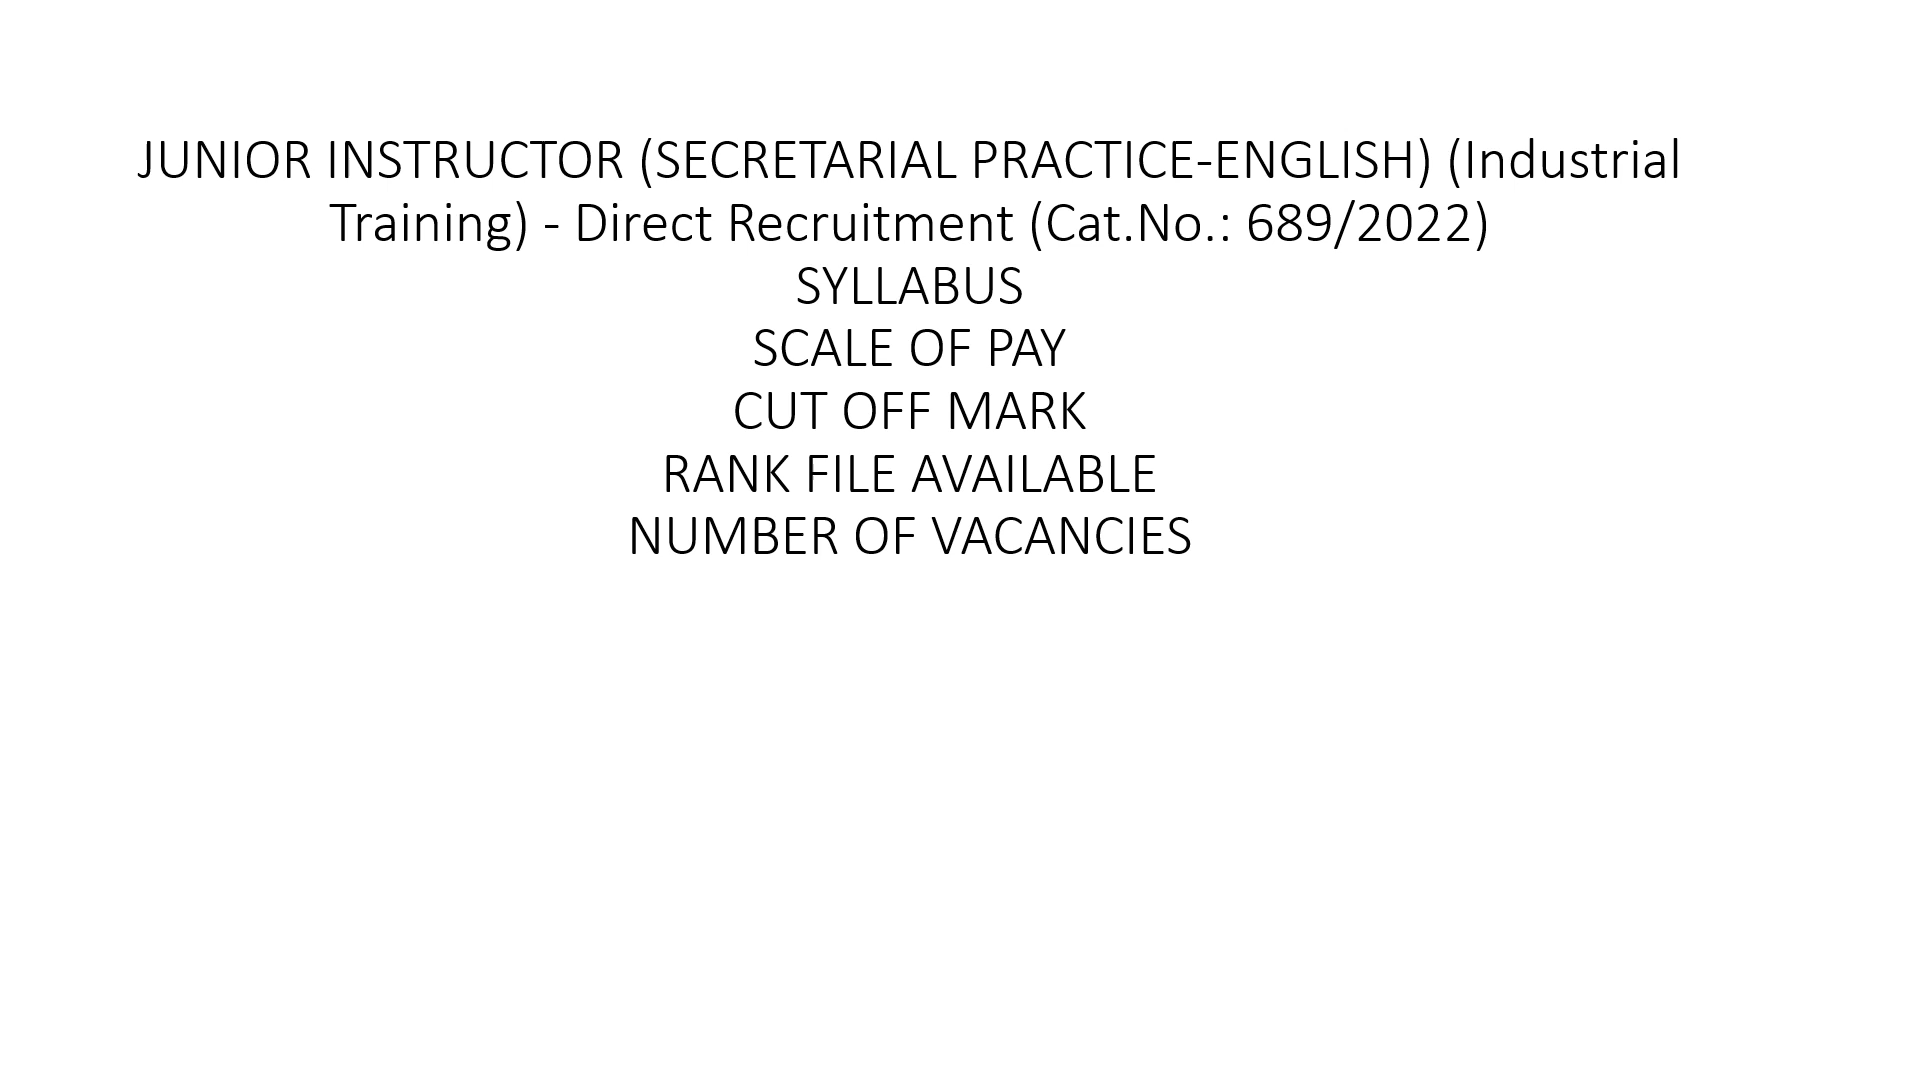 JUNIOR INSTRUCTOR (SECRETARIAL PRACTICE-ENGLISH) (Industrial
Training) - Direct Recruitment (Cat.No.: 689/2022)
SYLLABUS
SCALE OF PAY
CUT OFF MARK
RANK FILE AVAILABLE
NUMBER OF VACANCIES